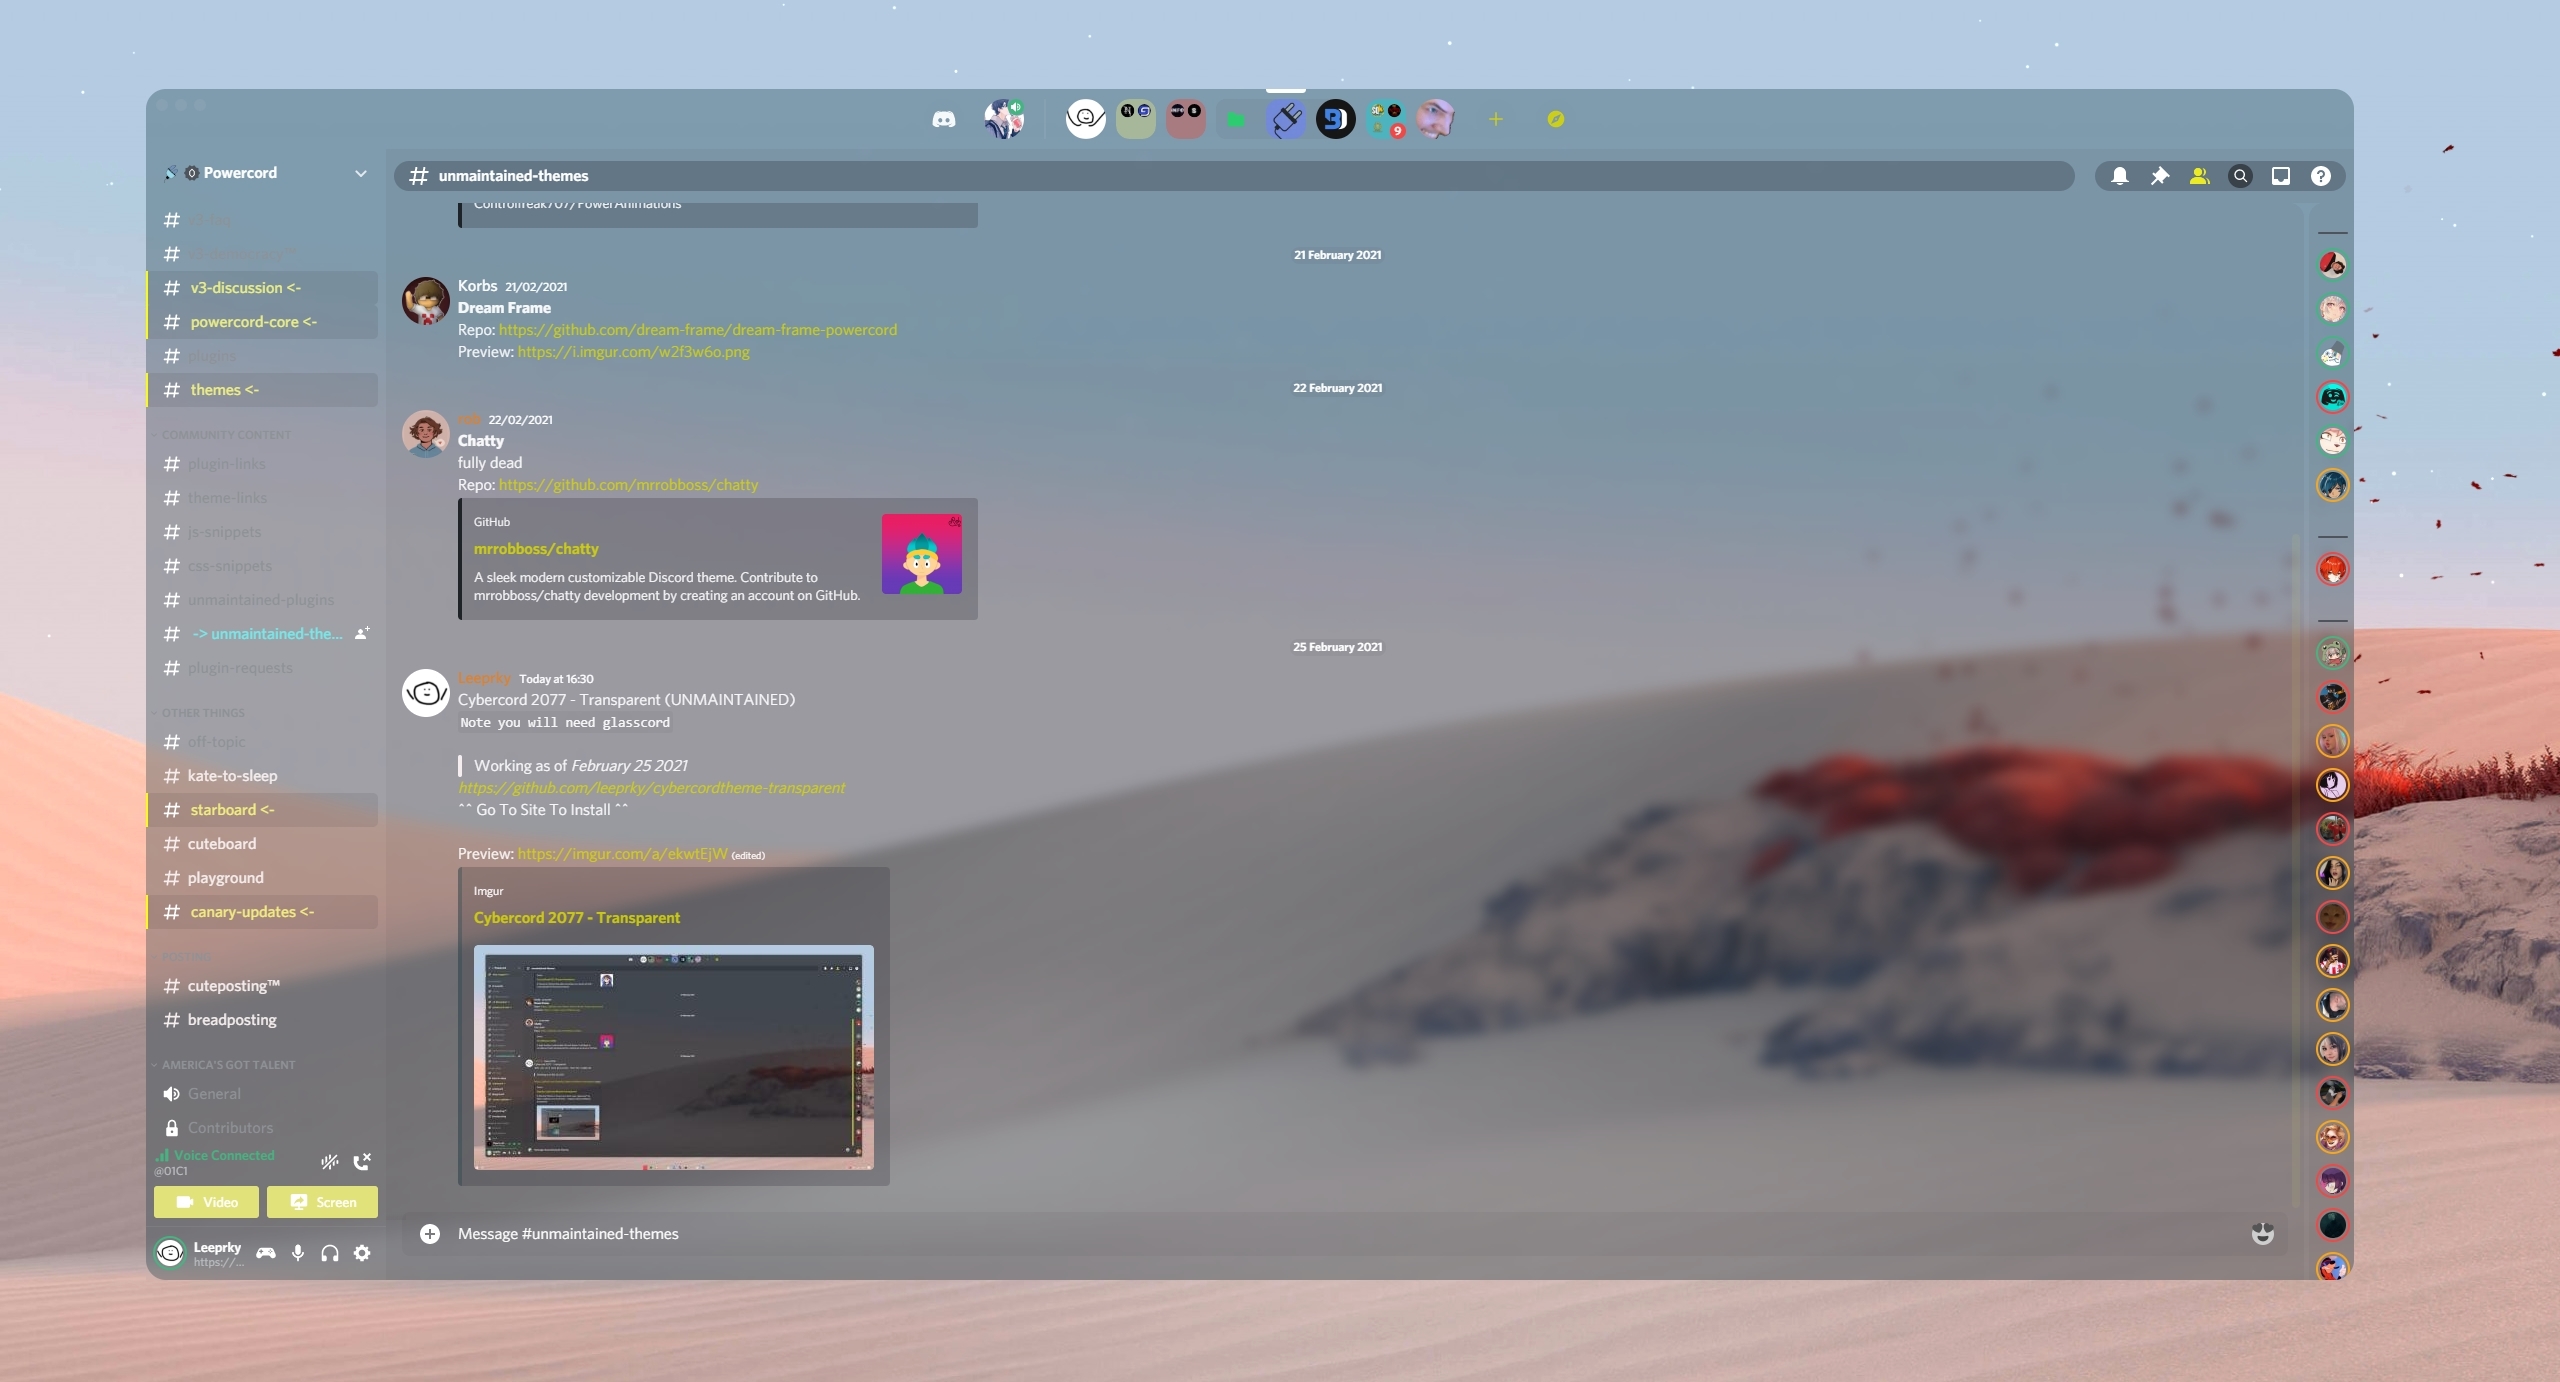 9
Powercord
unmaintained-themes
v3-discussion <-
powercord-core <-
plugins
themes <-
COMMUNITY CONTENT
plugin-links
theme-links
js-snippets
css-snippets
unmaintained-plugins
-> unmaintained-the...
plugin-requests
OTHER THINGS
off-topic
kate-to-sleep
starboard <-
cuteboard
playground
canary-updates <-
POSTING
cuteposting™
breadposting
AMERICA'S GOT TALENT
General
Contributors
Voice Connected
@01C1
Video
Screen
Leeprky
https://...
Controlfreak707/PowerAnimations
21 February 2021
Korbs 21/02/2021
Dream Frame
Repo: https://github.com/dream-frame/dream-frame-powercord
Preview: https://i.imgur.com/w2f3w6o.png
22 February 2021
22/02/2021
Chatty
fully dead
Repo: https://github.com/mrrobboss/chatty
GitHub
mrrobboss/chatty
A sleek modern customizable Discord theme. Contribute to
mrrobboss/chatty development by creating an account on GitHub.
25 February 2021
Leeprky Today at 16:30
Cybercord 2077 - Transparent (UNMAINTAINED)
Note you will need glasscord
Working as of February 25 2021
https://github.com/leeprky/cybercordtheme-transparent
^^ Go To Site To Install ^^
Preview: https://imgur.com/a/ekwtEjW (edited)
Imgur
Cybercord 2077 - Transparent
Message #unmaintained-themes